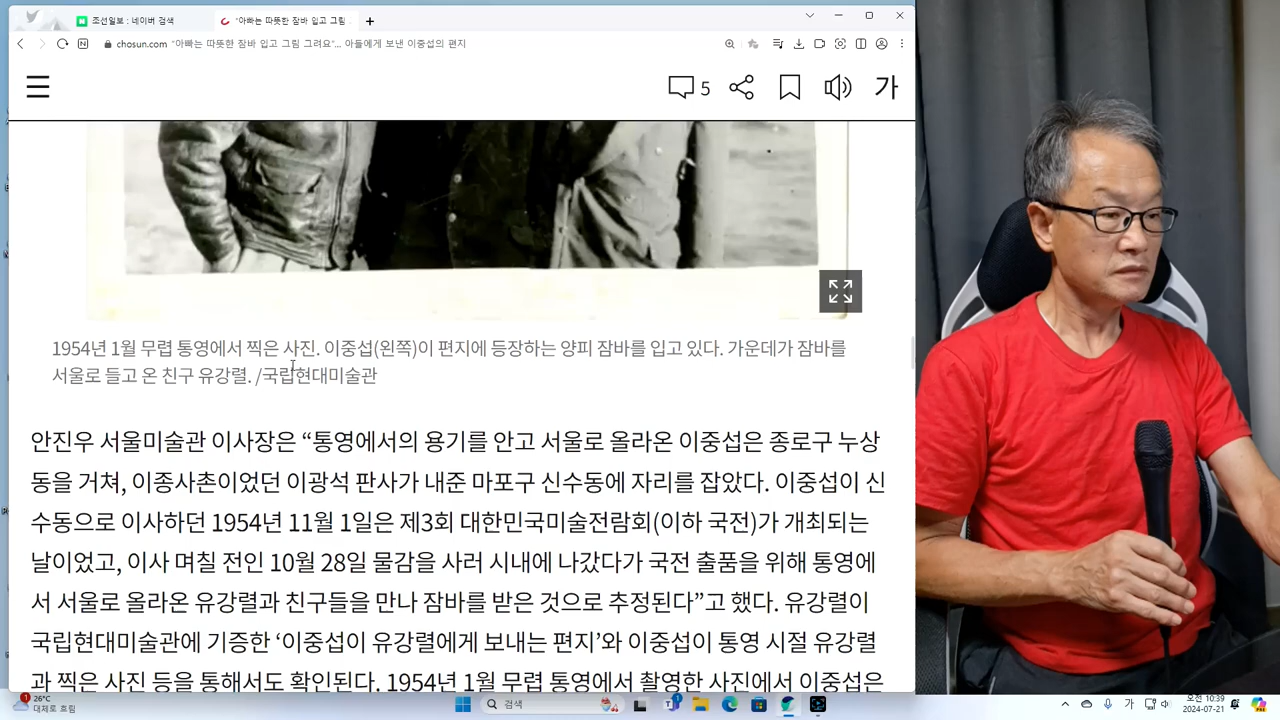 조선일보 : 네이버 검색
"아빠는 따뜻한 잠바 입고 그림
chosun.com "아빠는 따뜻한 잠바 입고 그림 그려요"... 아들에게 보낸 이중섭의 편지
5
가
1954년 1월 무렵 통영에서 찍은 사진. 이중섭(왼쪽)이 편지에 등장하는 양피 잠바를 입고 있다. 가운데가 잠바를
서울로 들고 온 친구 유강렬. /국립현대미술관
안진우 서울미술관 이사장은 “통영에서의 용기를 안고 서울로 올라온 이중섭은 종로구 누상
동을 거쳐, 이종사촌이었던 이광석 판사가 내준 마포구 신수동에 자리를 잡았다. 이중섭이 신
수동으로 이사하던 1954년 11월 1일은 제3회 대한민국미술전람회(이하 국전)가 개최되는
날이었고, 이사 며칠 전인 10월 28일 물감을 사러 시내에 나갔다가 국전 출품을 위해 통영에
서 서울로 올라온 유강렬과 친구들을 만나 잠바를 받은 것으로 추정된다”고 했다. 유강렬이
국립현대미술관에 기증한 ‘이중섭이 유강렬에게 보내는 편지’와 이중섭이 통영 시절 유강렬
과 찍은 사진 등을 통해서도 확인된다. 1954년 1월 무렵 통영에서 촬영한 사진에서 이중섭은
26°C
대체로 흐림
검색
가
오전 10:39
2024-07-21